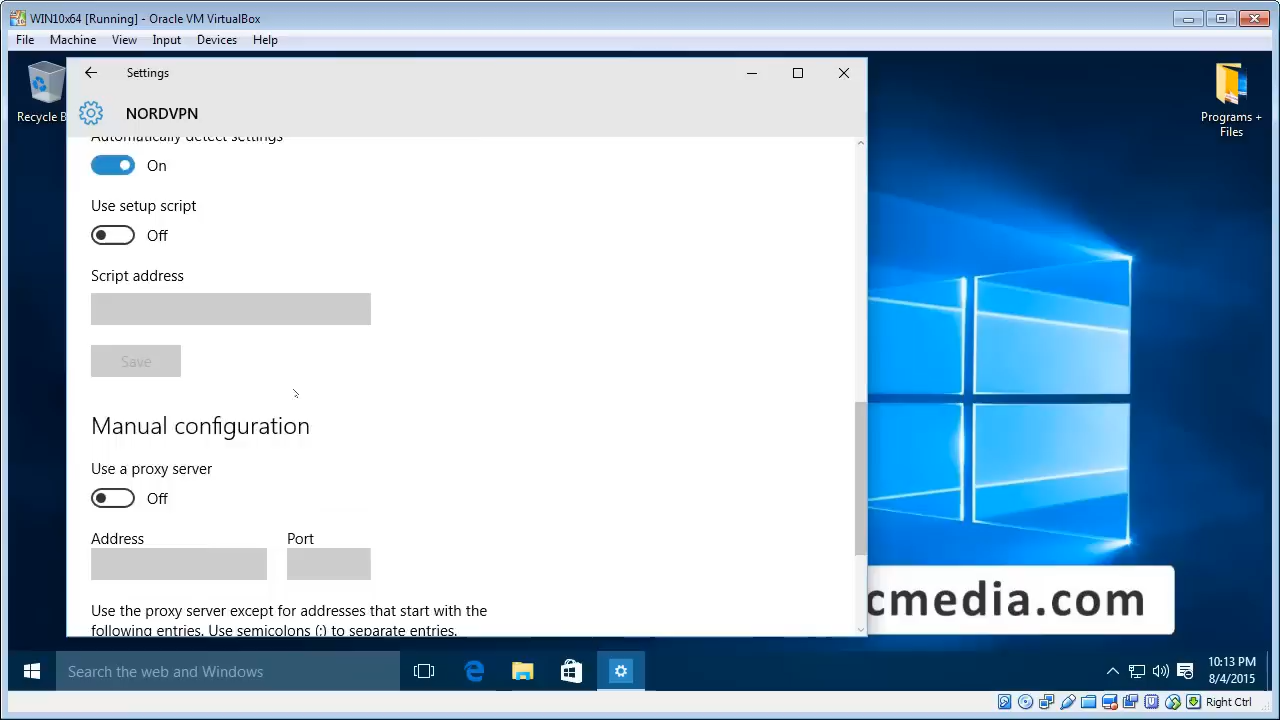 WIN10x64 [Running] - Oracle VM VirtualBox
File Machine View Input Devices Help
Settings
NORDVPN
Recycle B
Programs +
Files
Automatically detect settings
On
Use setup script
Off
Script address
Save
Manual configuration
Use a proxy server
Off
Address Port
Use the proxy server except for addresses that start with the
following entries. Use semicolons (;) to separate entries.
cmedia.com
Search the web and Windows
10:13 PM
8/4/2015
Right Ctrl